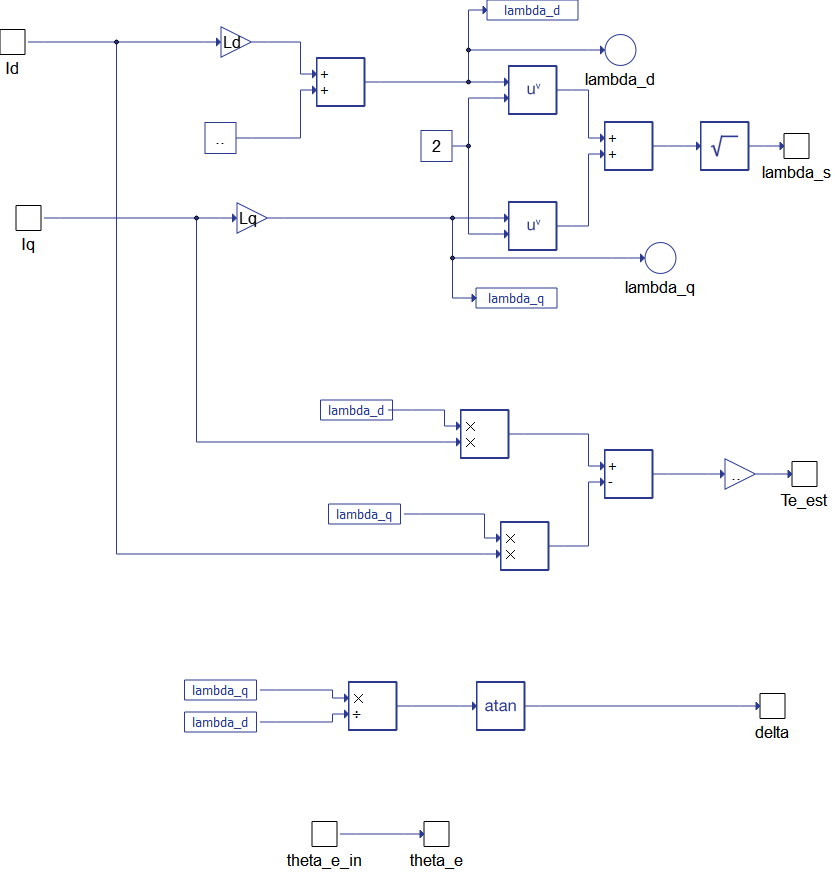 lambda_d
Id
Ld
+
+
lambda_d
u^v
..
2
+
+
√
lambda_s
Iq
Lq
u^v
lambda_q
lambda_q
lambda_d
×
×
+
-
..
Te_est
lambda_q
×
×
lambda_q
×
÷
lambda_d
atan
delta
theta_e_in
theta_e